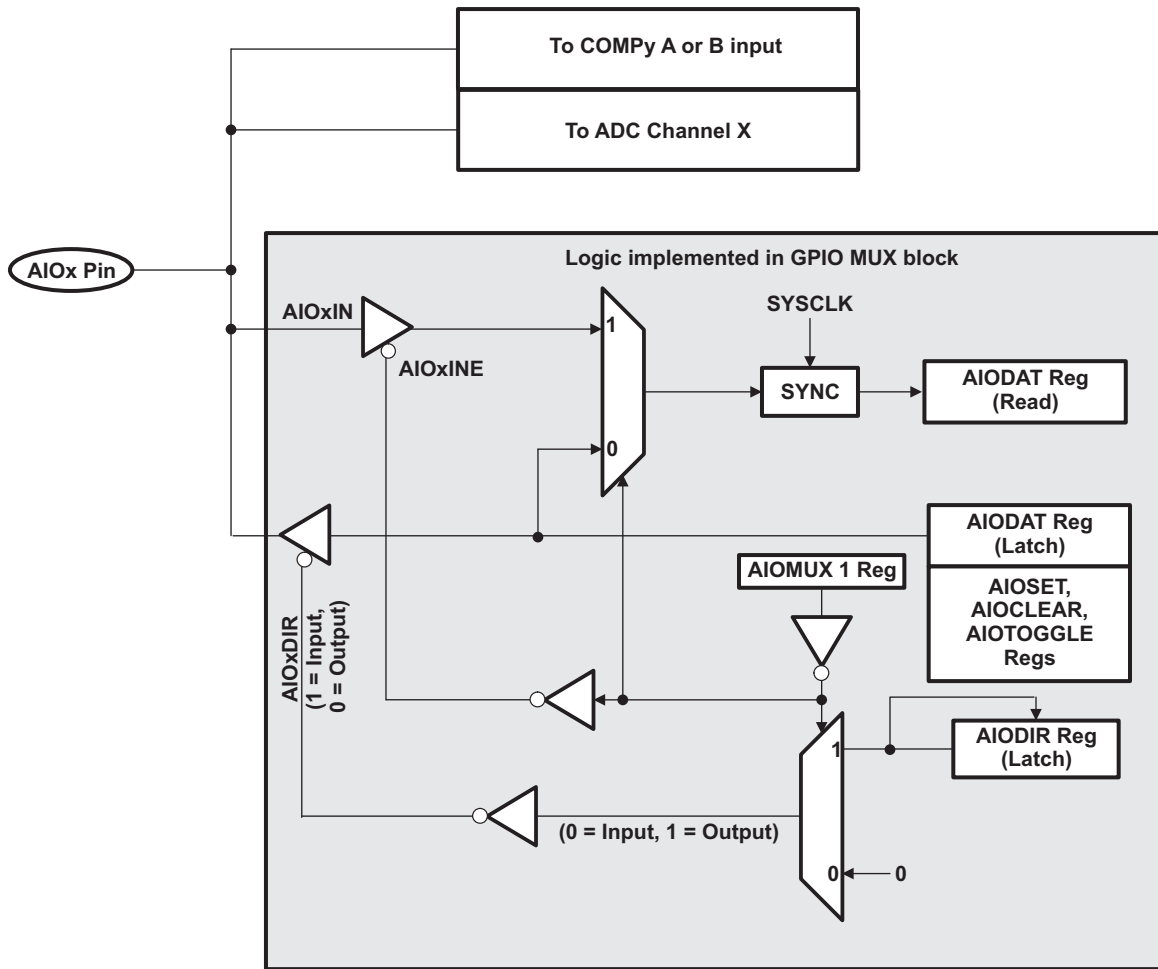 To COMPy A or B input
To ADC Channel X
AIOx Pin
Logic implemented in GPIO MUX block
AIOxIN
AIOxINE
1
0
SYSCLK
SYNC
AIODAT Reg
(Read)
AIODAT Reg
(Latch)
AIOSET,
AIOCLEAR,
AIOTOGGLE
Regs
AIOMUX 1 Reg
AIOxDIR
(1 = Input,
0 = Output)
1
AIODIR Reg
(Latch)
(0 = Input, 1 = Output)
0
0